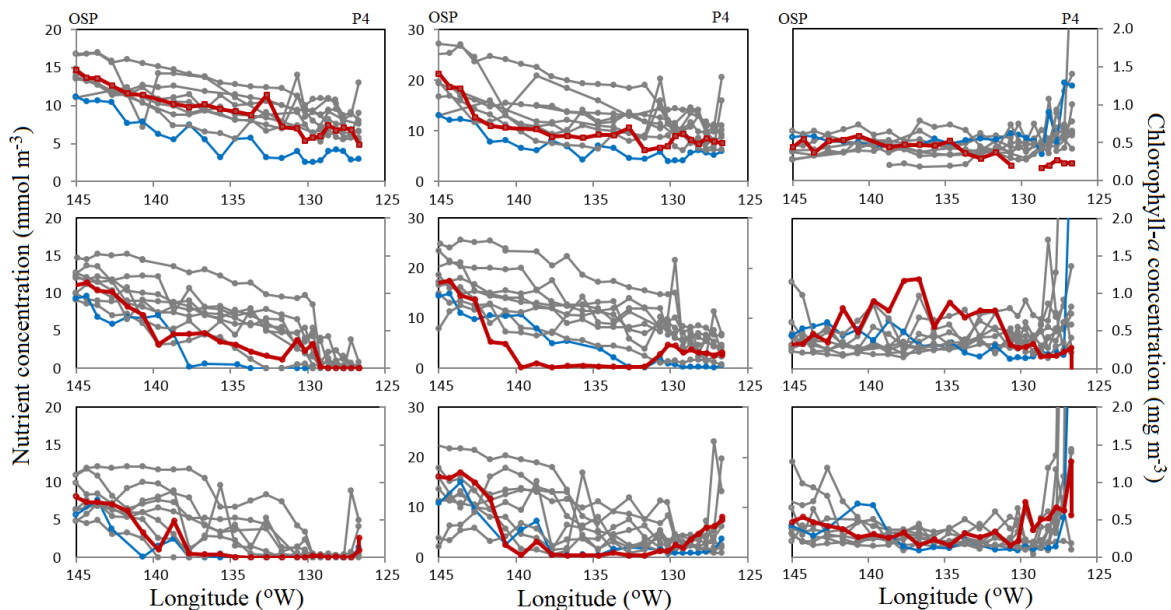 OSP P4 OSP P4 P4
20 15 10 5 0
145 140 135 130 125
30 20 10 0
145 140 135 130 125
OSP
2.0 1.5 1.0 0.5 0.0
145 140 135 130 125
20 15 10 5 0
145 140 135 130 125
30 20 10 0
145 140 135 130 125
2.0 1.5 1.0 0.5 0.0
145 140 135 130 125
20 15 10 5 0
145 140 135 130 125
30 20 10 0
145 140 135 130 125
2.0 1.5 1.0 0.5 0.0
145 140 135 130 125
Nutrient concentration (mmol m⁻³)
Chlorophyll-a concentration (mg m⁻³)
Longitude (°W) Longitude (°W) Longitude (°W)